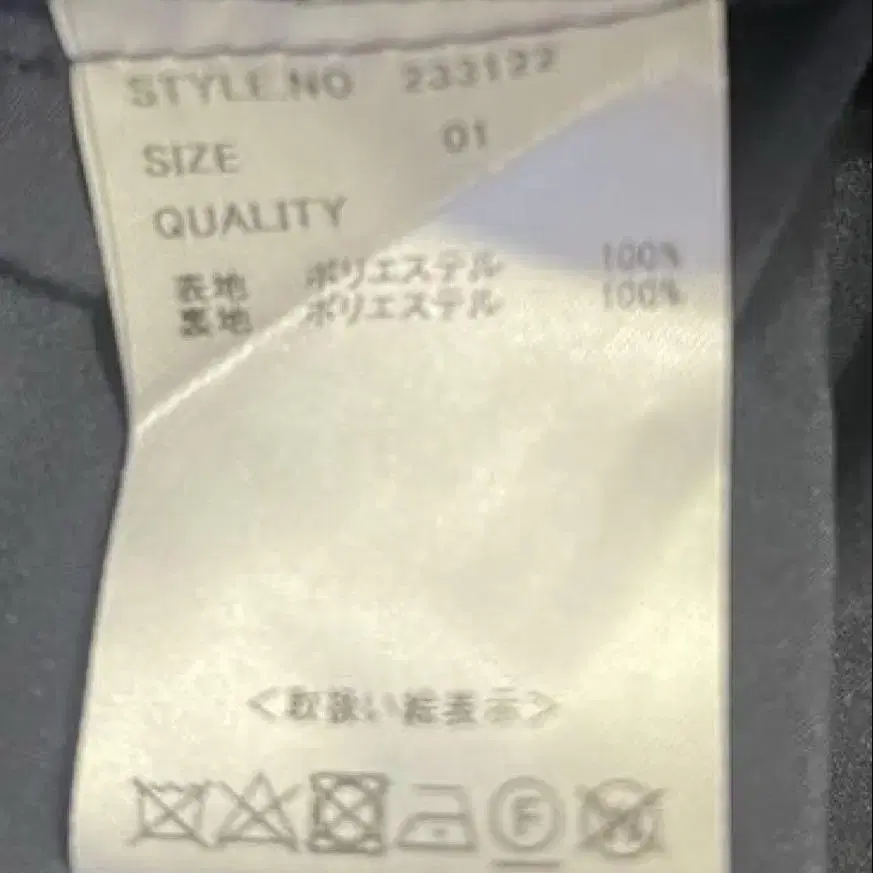 STYLE.NO 233122
SIZE 01
QUALITY
表地 ポリエステル 100%
裏地 ポリエステル 100%
<取扱い絵表示>
F
W